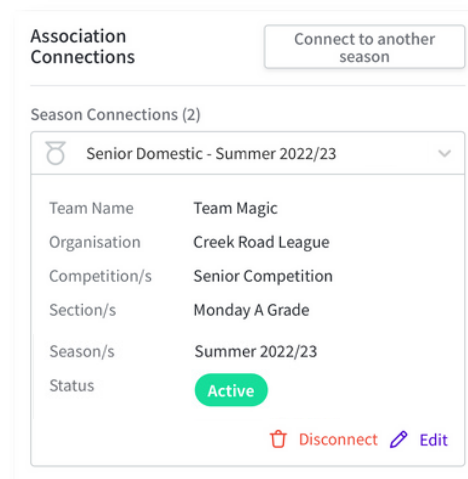 Association
Connections
Connect to another
season
Season Connections (2)
Senior Domestic - Summer 2022/23
Team Name Team Magic
Organisation Creek Road League
Competition/s Senior Competition
Section/s Monday A Grade
Season/s Summer 2022/23
Status Active
Disconnect Edit